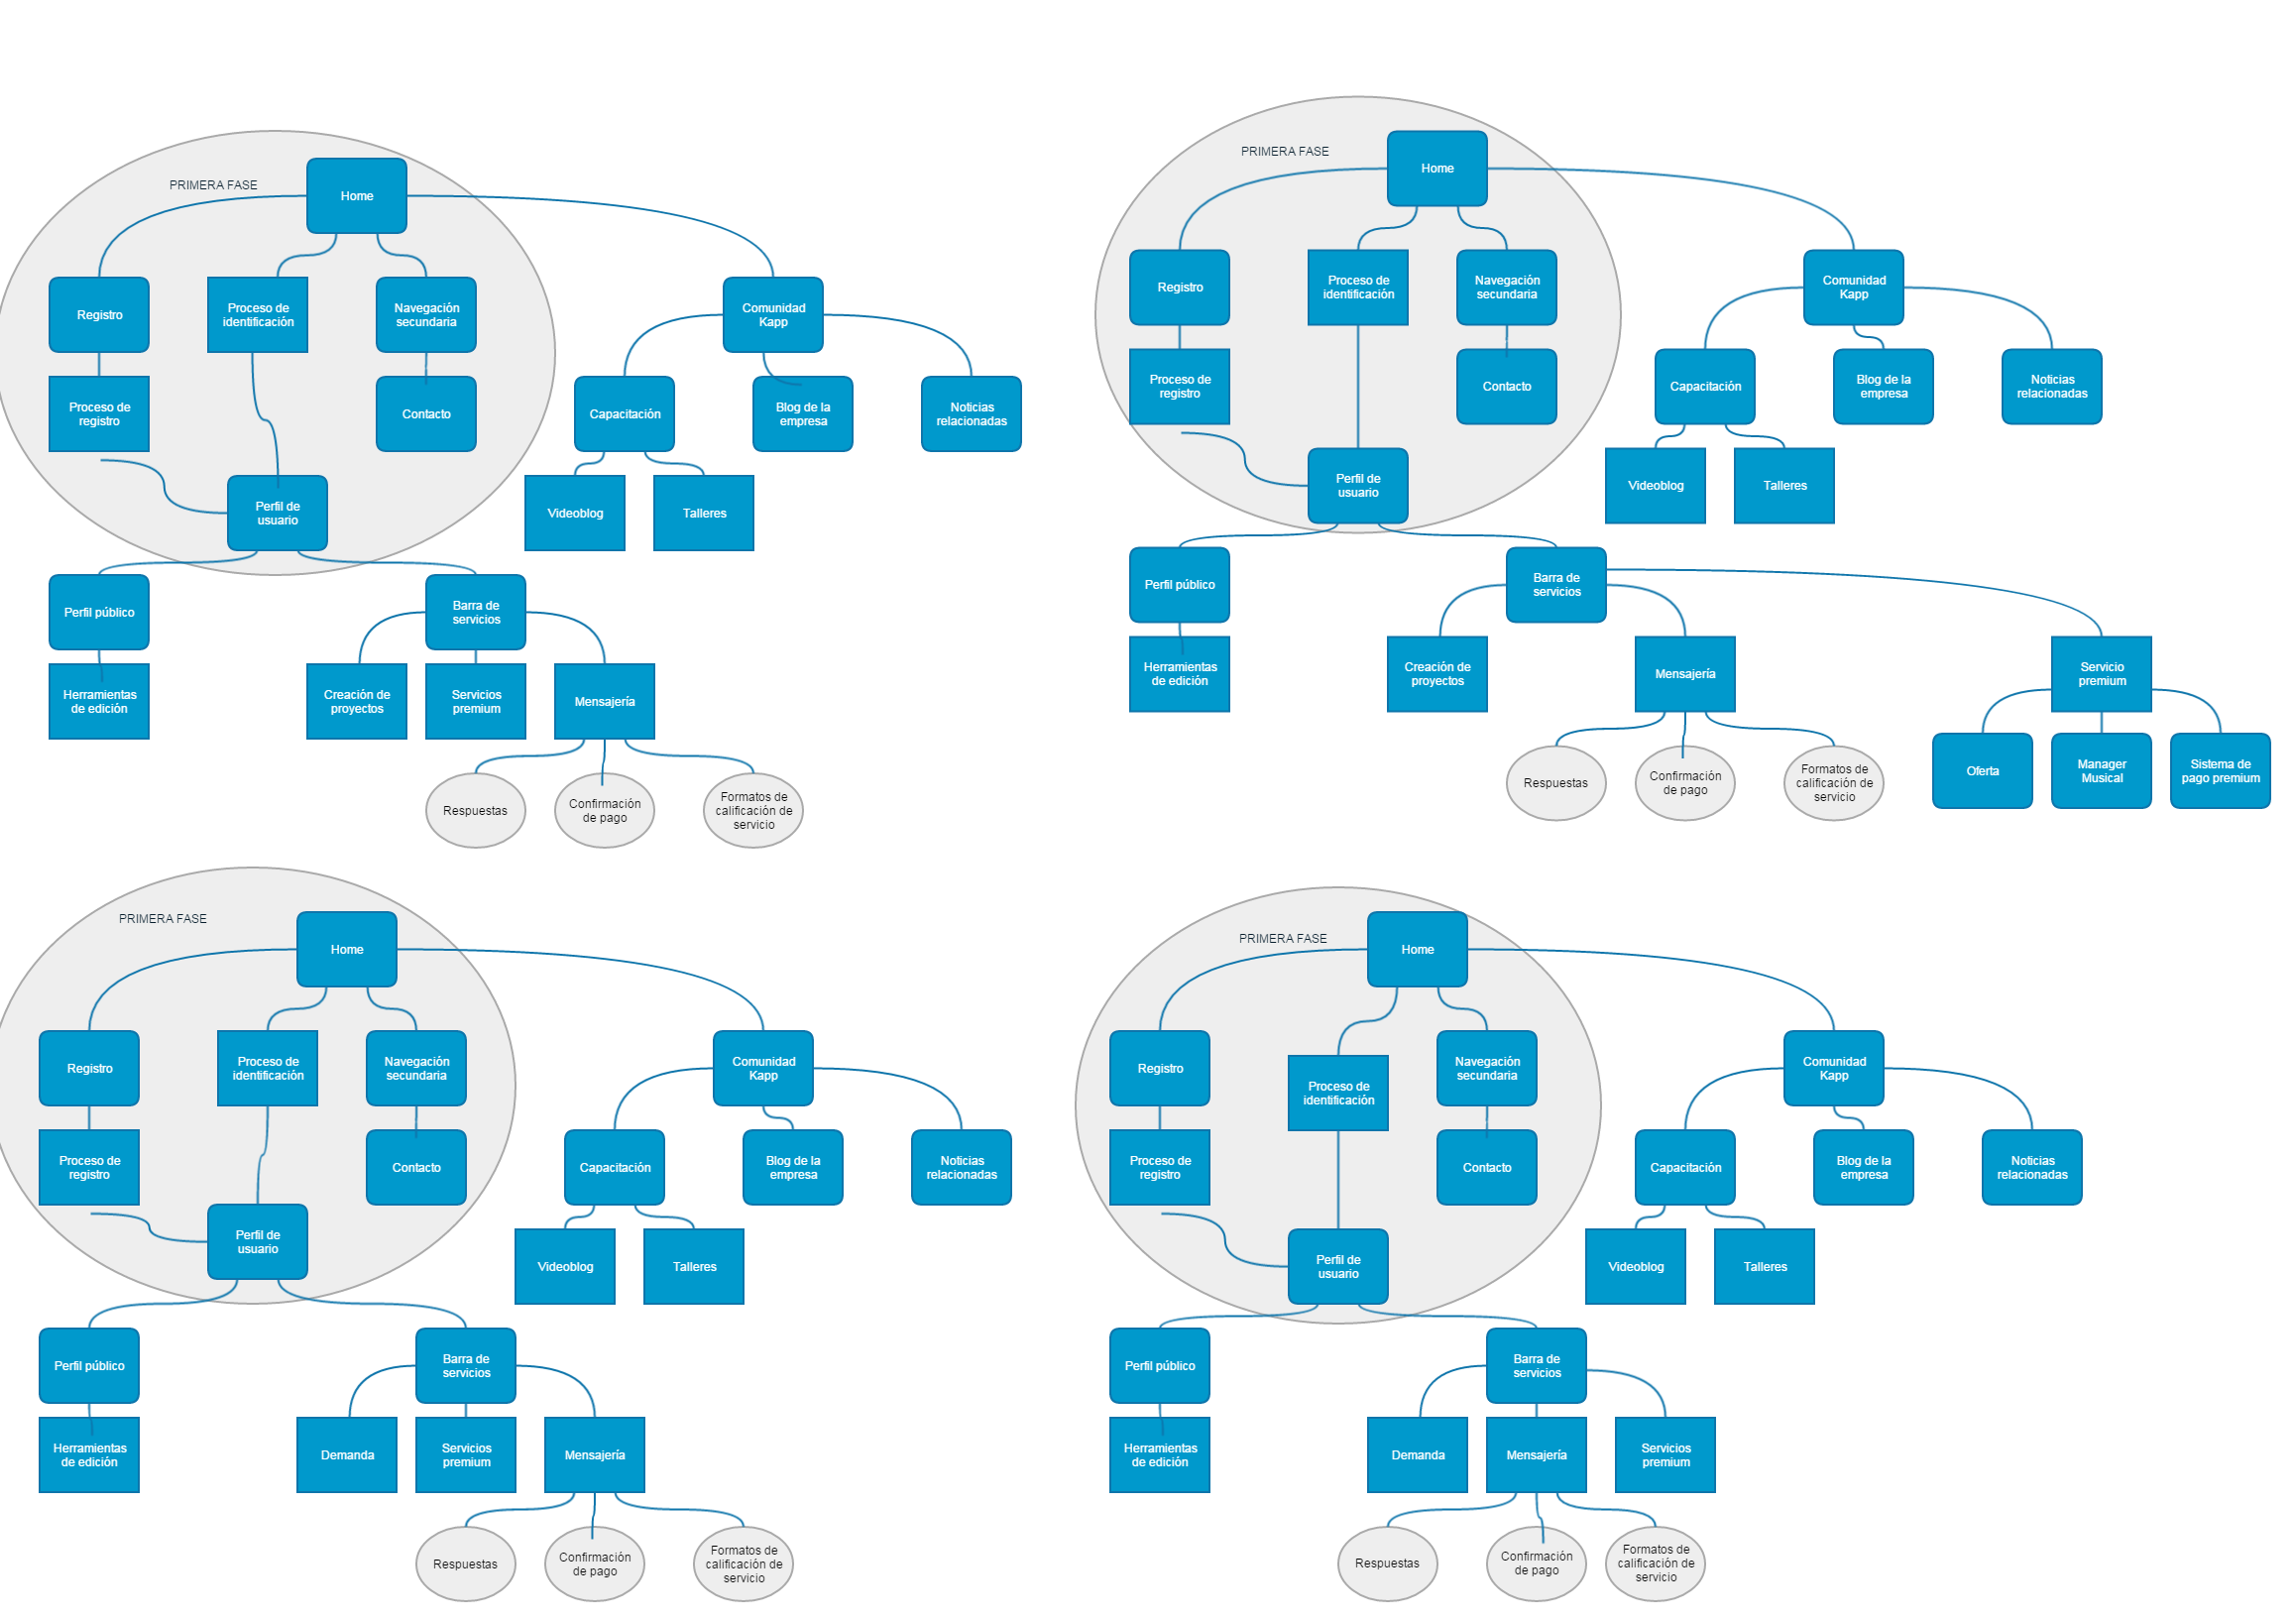 PRIMERA FASE
Home
Registro
Proceso de
identificación
Navegación
secundaria
Comunidad
Kapp
Proceso de
registro
Contacto
Capacitación
Blog de la
empresa
Noticias
relacionadas
Perfil de
usuario
Videoblog
Talleres
Perfil público
Barra de
servicios
Herramientas
de edición
Creación de
proyectos
Servicios
premium
Mensajería
Respuestas
Confirmación
de pago
Formatos de
calificación de
servicio
PRIMERA FASE
Home
Registro
Proceso de
identificación
Navegación
secundaria
Comunidad
Kapp
Proceso de
registro
Contacto
Capacitación
Blog de la
empresa
Noticias
relacionadas
Perfil de
usuario
Videoblog
Talleres
Perfil público
Barra de
servicios
Herramientas
de edición
Creación de
proyectos
Mensajería
Servicio
premium
Respuestas
Confirmación
de pago
Formatos de
calificación de
servicio
Oferta
Manager
Musical
Sistema de
pago premium
PRIMERA FASE
Home
Registro
Proceso de
identificación
Navegación
secundaria
Comunidad
Kapp
Proceso de
registro
Contacto
Capacitación
Blog de la
empresa
Noticias
relacionadas
Perfil de
usuario
Videoblog
Talleres
Perfil público
Barra de
servicios
Herramientas
de edición
Demanda
Servicios
premium
Mensajería
Respuestas
Confirmación
de pago
Formatos de
calificación de
servicio
PRIMERA FASE
Home
Registro
Proceso de
identificación
Navegación
secundaria
Comunidad
Kapp
Proceso de
registro
Contacto
Capacitación
Blog de la
empresa
Noticias
relacionadas
Perfil de
usuario
Videoblog
Talleres
Perfil público
Barra de
servicios
Herramientas
de edición
Demanda
Mensajería
Servicios
premium
Respuestas
Confirmación
de pago
Formatos de
calificación de
servicio